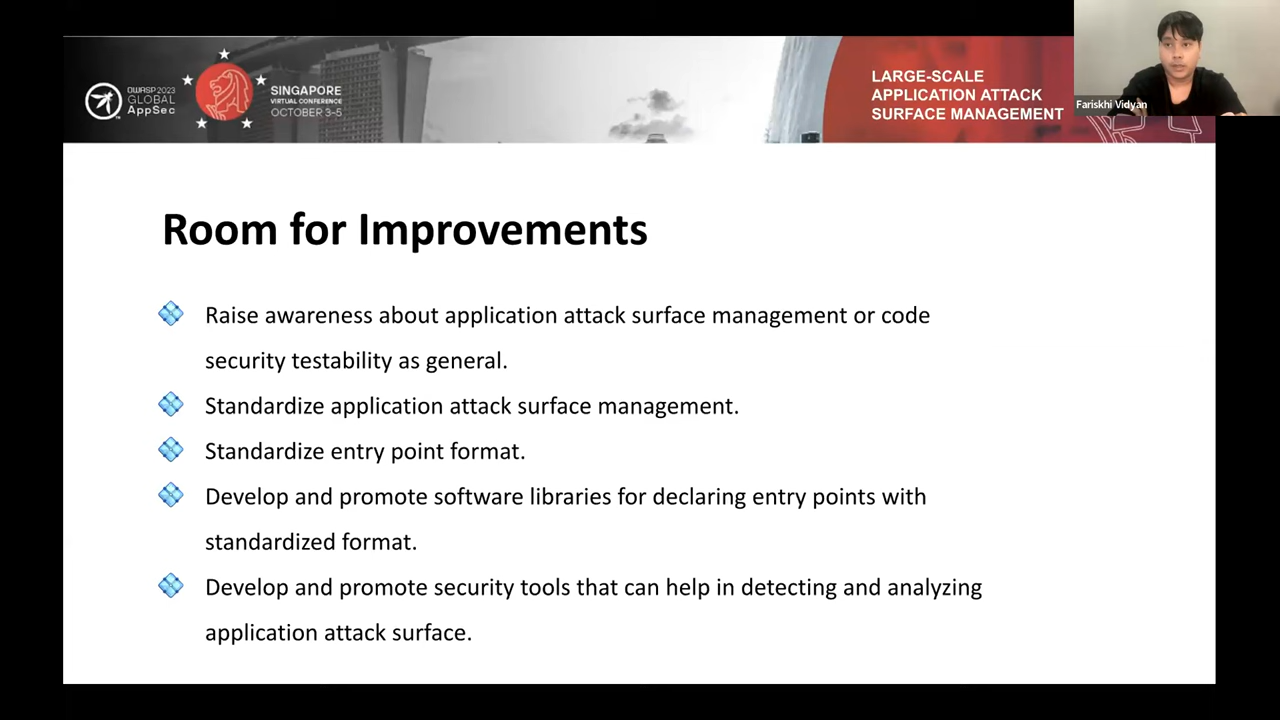 OWASP 2023
GLOBAL
AppSec
SINGAPORE
VIRTUAL CONFERENCE
OCTOBER 3-5
LARGE-SCALE
APPLICATION ATTACK
SURFACE MANAGEMENT
Fariskhi Vidyan
Room for Improvements
Raise awareness about application attack surface management or code
security testability as general.
Standardize application attack surface management.
Standardize entry point format.
Develop and promote software libraries for declaring entry points with
standardized format.
Develop and promote security tools that can help in detecting and analyzing
application attack surface.